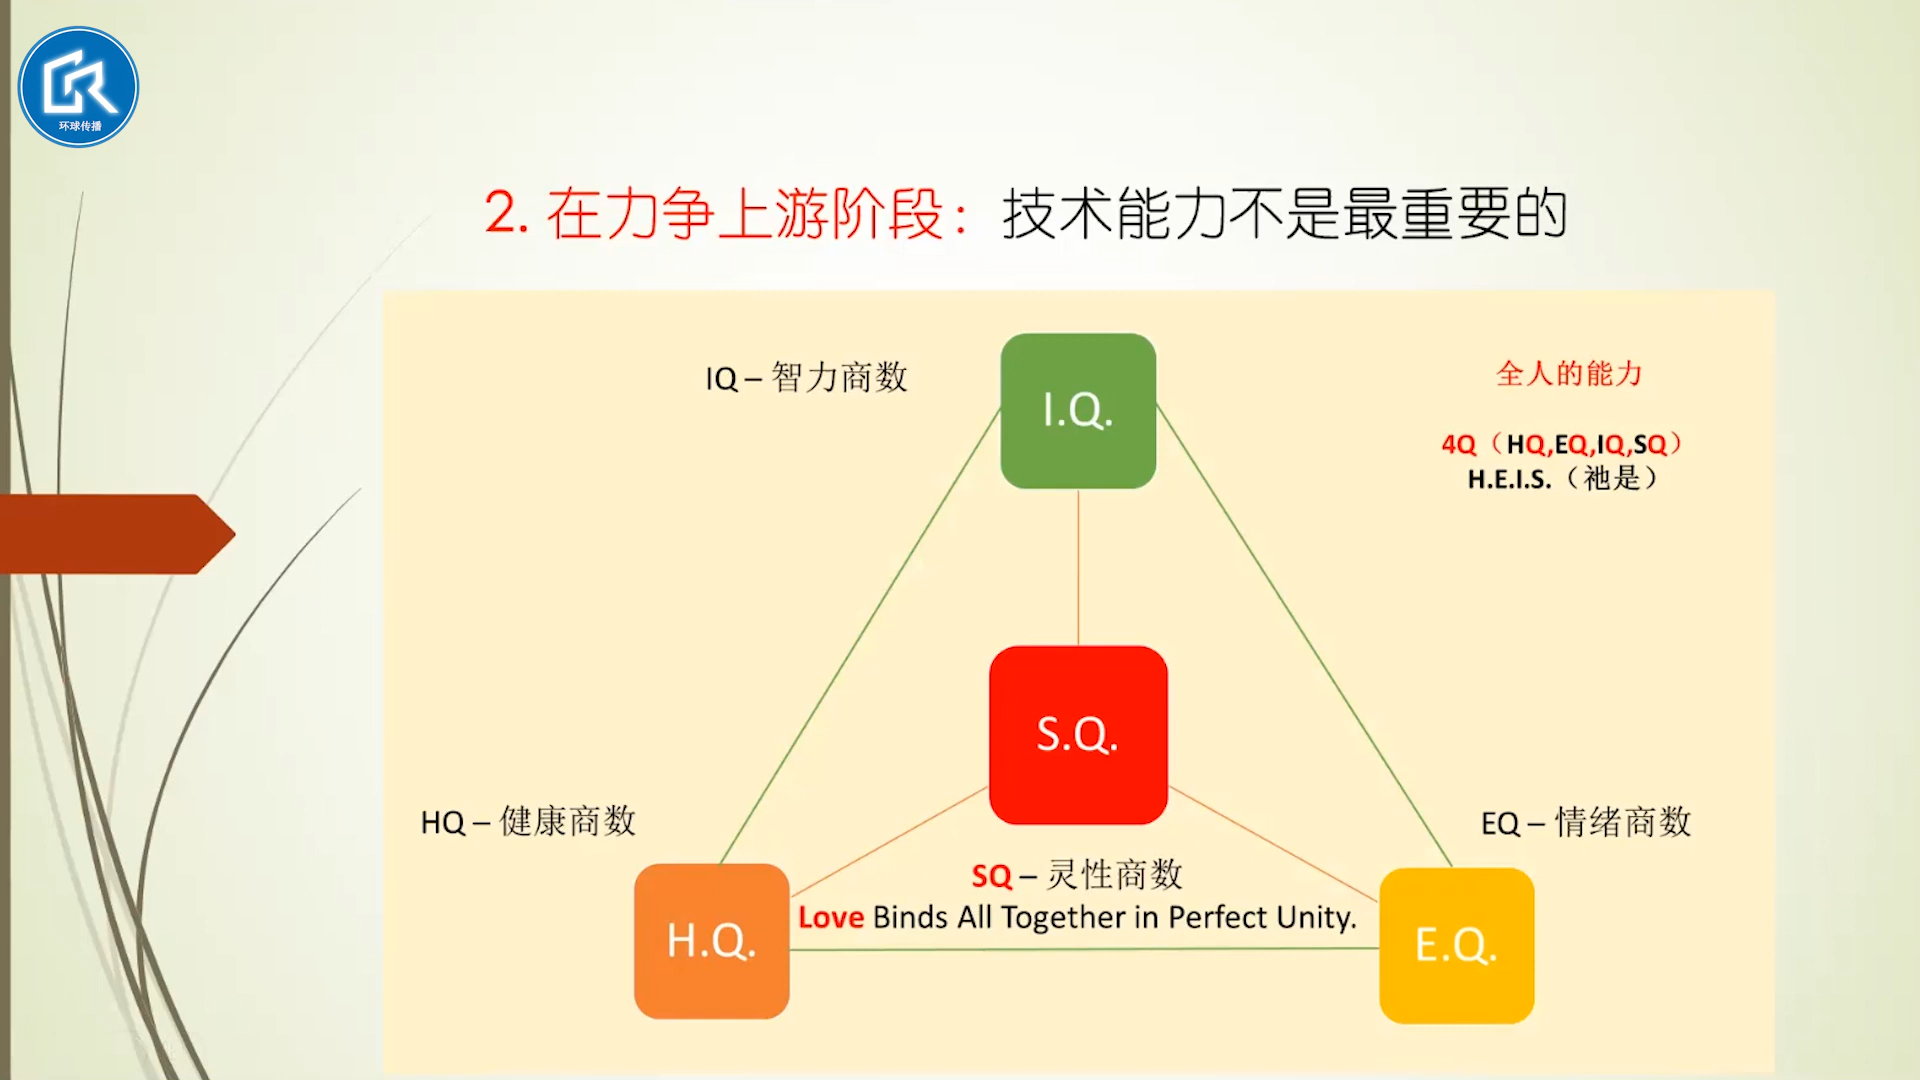 环球传播
2. 在力争上游阶段：技术能力不是最重要的
IQ – 智力商数
I.Q.
全人的能力
4Q（HQ,EQ,IQ,SQ）
H.E.I.S.（祂是）
S.Q.
HQ – 健康商数
EQ – 情绪商数
SQ – 灵性商数
Love Binds All Together in Perfect Unity.
H.Q.
E.Q.